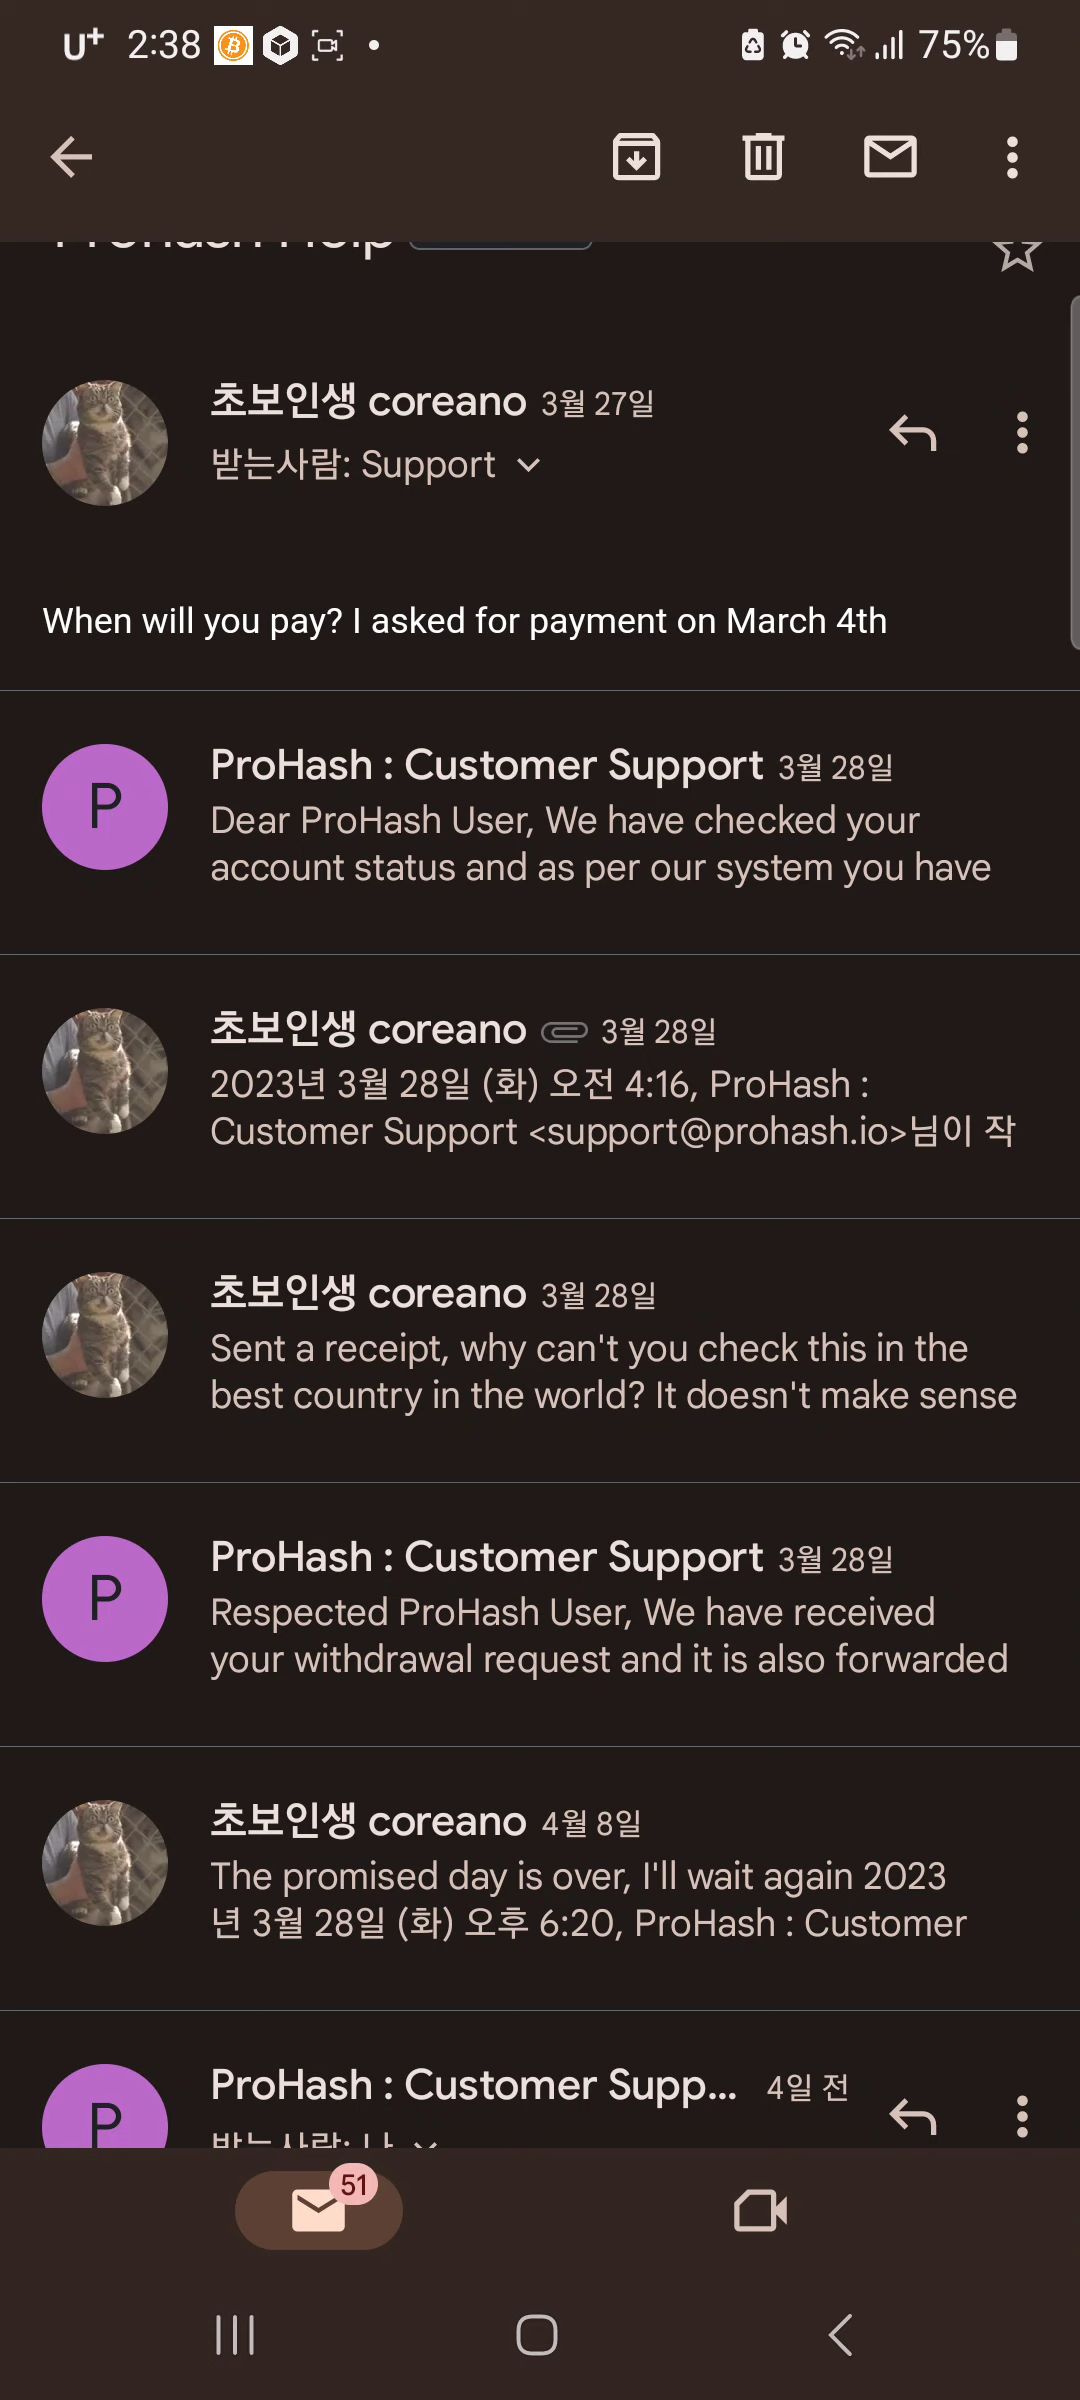 U+ 2:38 75%
ProHash Help
초보인생 coreano 3월 27일
받는사람: Support
When will you pay? I asked for payment on March 4th
P
ProHash : Customer Support 3월 28일
Dear ProHash User, We have checked your
account status and as per our system you have
초보인생 coreano 3월 28일
2023년 3월 28일 (화) 오전 4:16, ProHash :
Customer Support <support@prohash.io>님이 작
초보인생 coreano 3월 28일
Sent a receipt, why can't you check this in the
best country in the world? It doesn't make sense
P
ProHash : Customer Support 3월 28일
Respected ProHash User, We have received
your withdrawal request and it is also forwarded
초보인생 coreano 4월 8일
The promised day is over, I'll wait again 2023
년 3월 28일 (화) 오후 6:20, ProHash : Customer
P
ProHash : Customer Supp... 4일 전
받는사람: 나
51